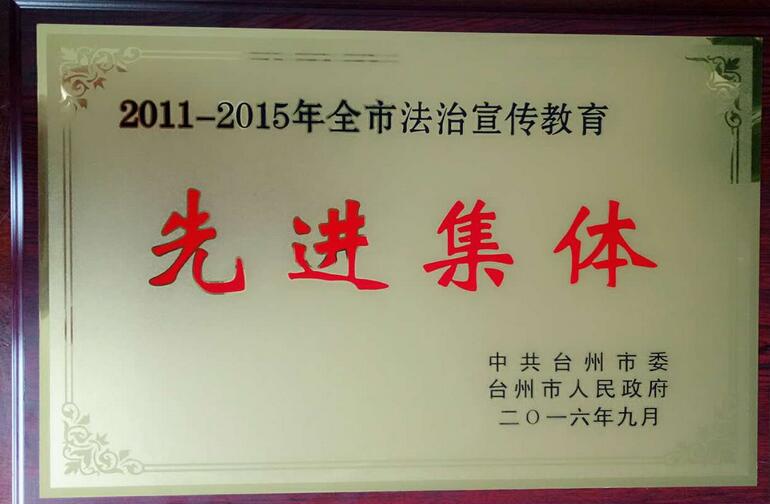 2011-2015年全市法治宣传教育
先进集体
中共台州市委
台州市人民政府
二〇一六年九月